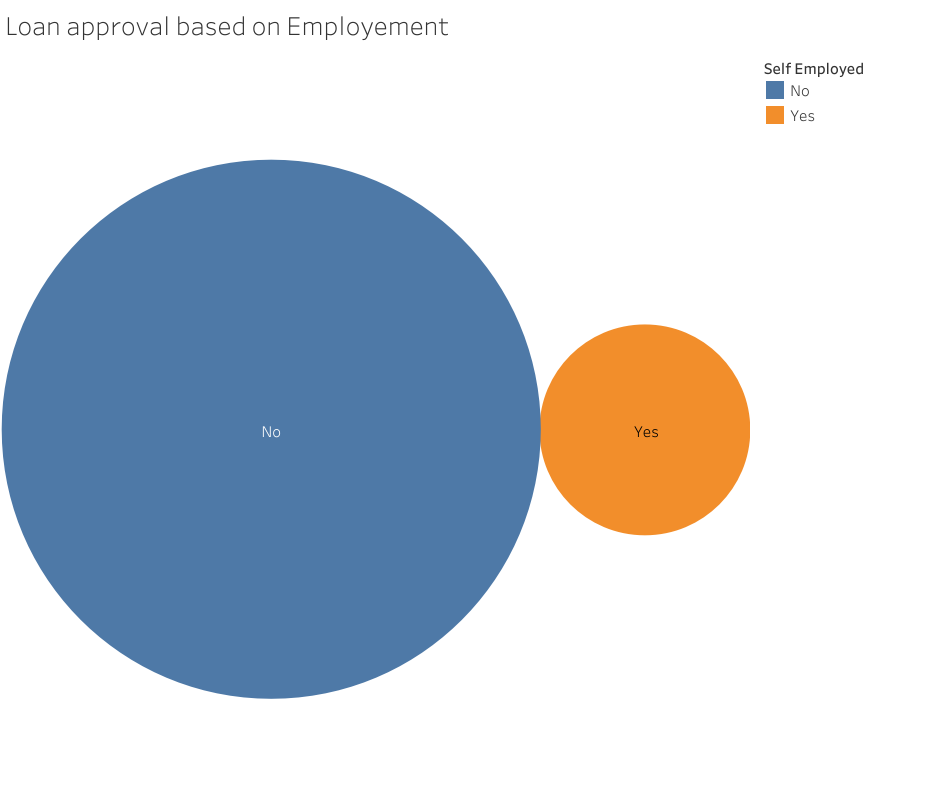 Loan approval based on Employement
Self Employed
No
Yes
No
Yes